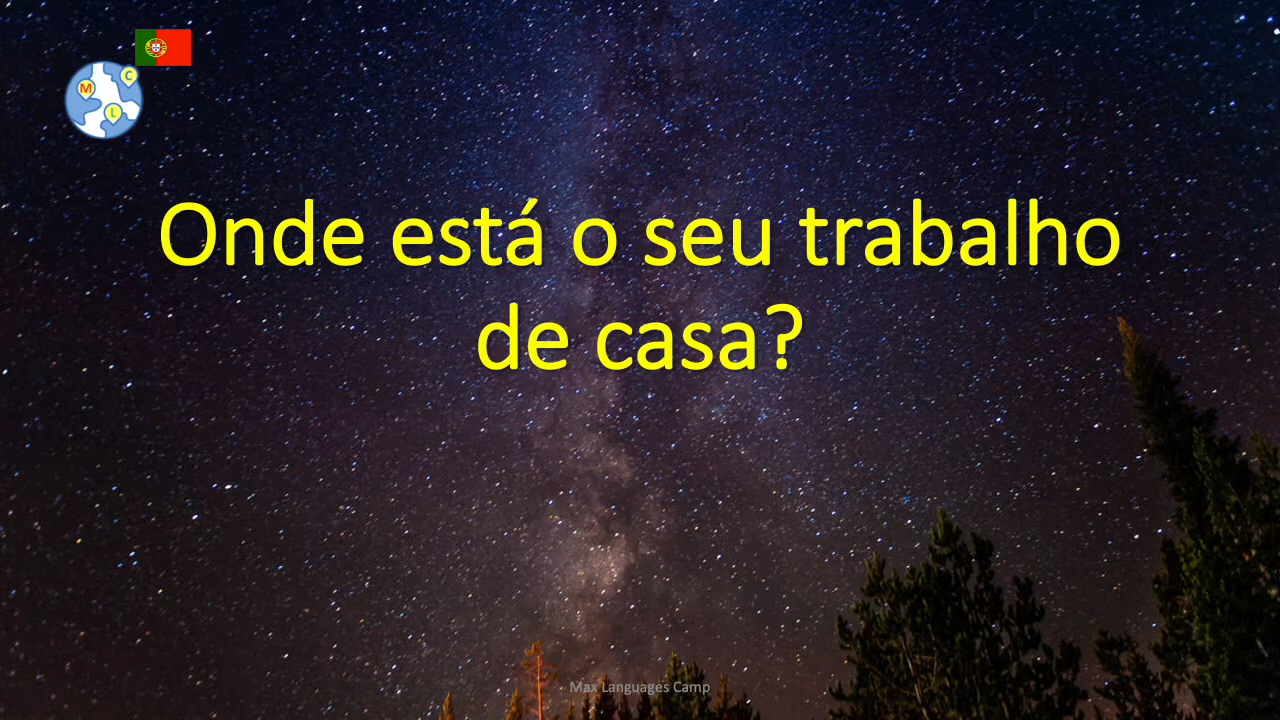 C
M
L
Onde está o seu trabalho
de casa?
Max Languages Camp